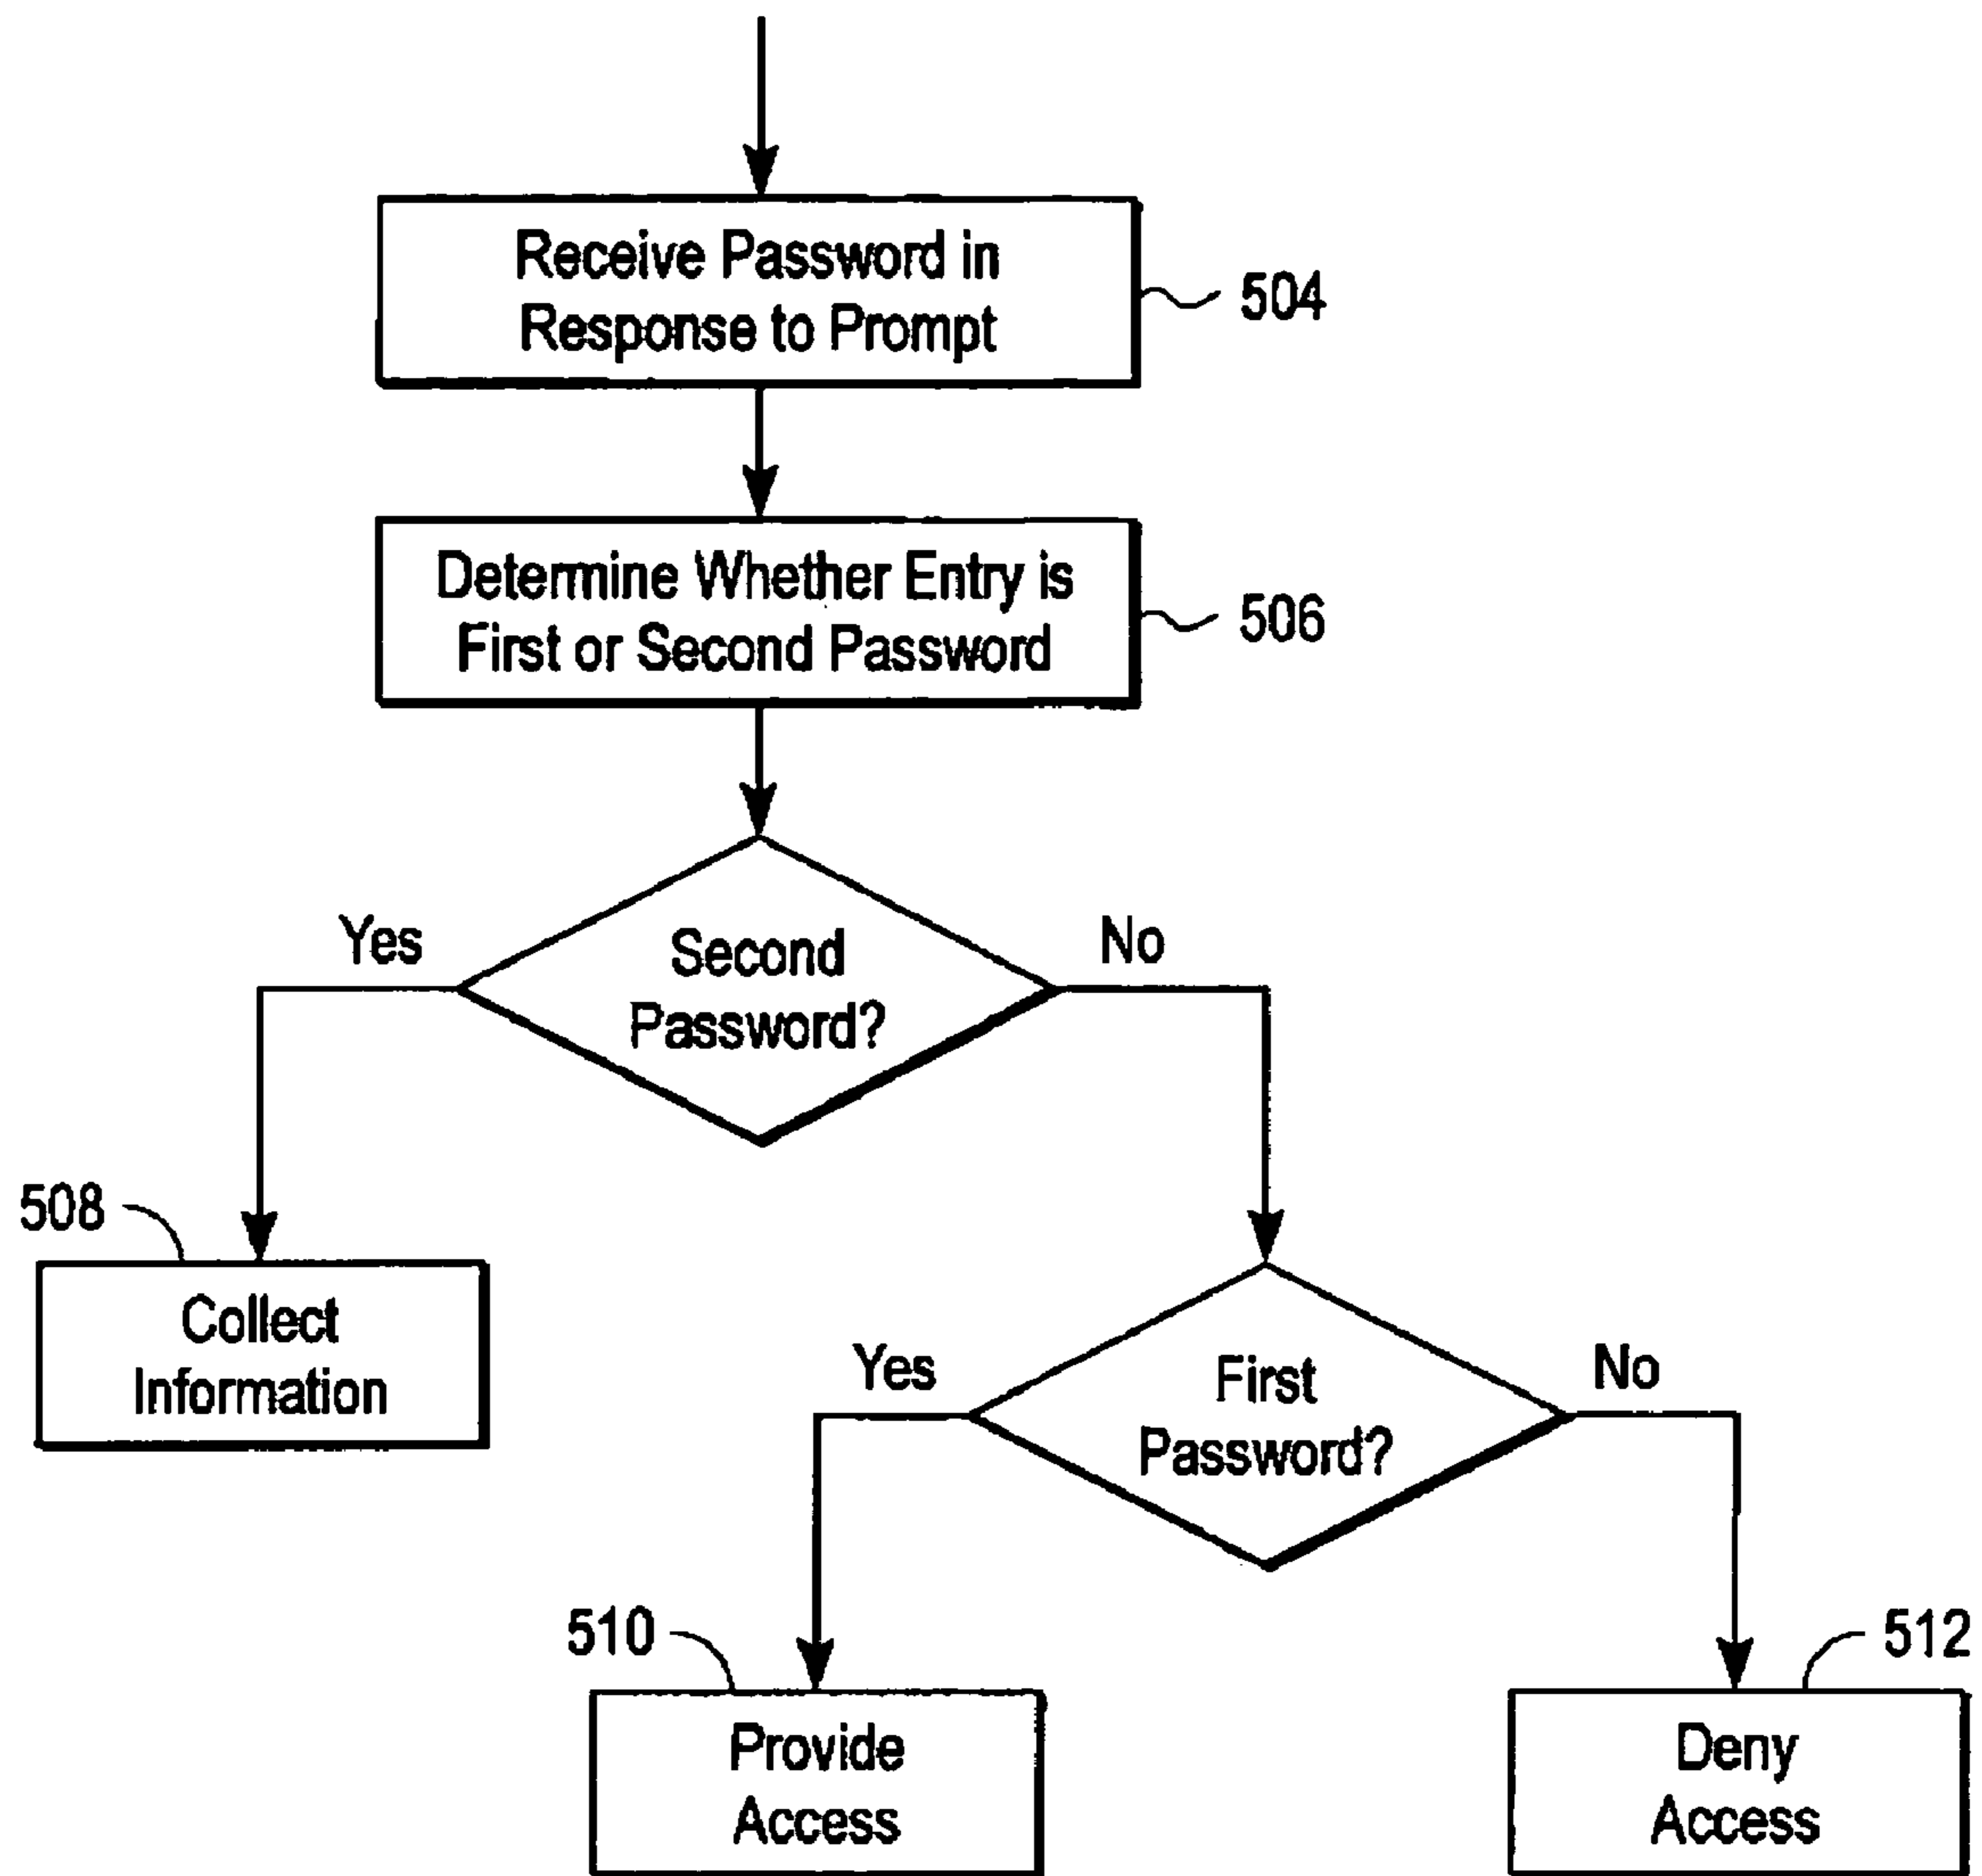 Receive Password in
Response to Prompt
504
Determine Whether Entry is
First or Second Password
506
Yes
Second
Password?
No
508
Collect
Information
Yes
First
Password?
No
510
Provide
Access
512
Deny
Access